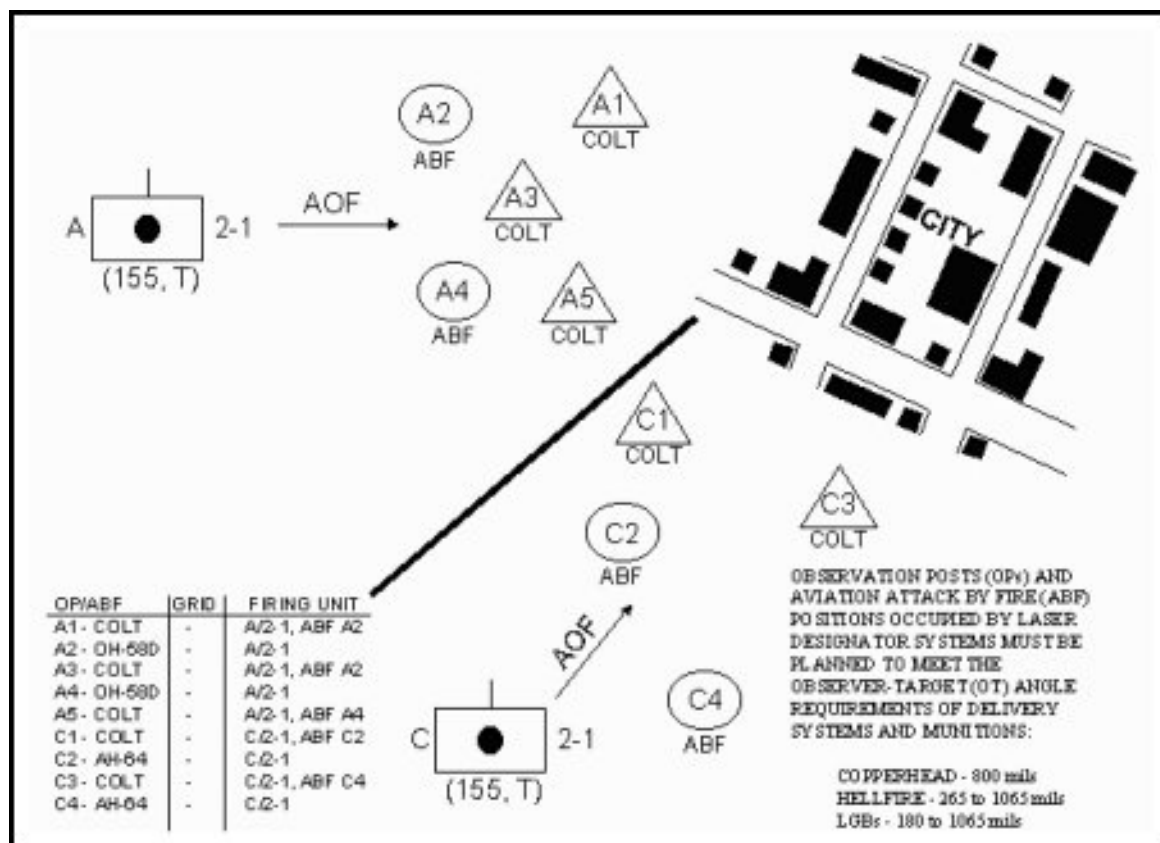 A1
COLT
A2
ABF
A 2-1
(155, T)
AOF
A3
COLT
A4
ABF
A5
COLT
CITY
C1
COLT
C2
ABF
C3
COLT
AOF
C 2-1
(155, T)
C4
ABF
OP/ABF GRID FIRING UNIT
A1- COLT - A/2-1, ABF A2
A2- OH-58D - A/2-1
A3- COLT - A/2-1, ABF A2
A4- OH-58D - A/2-1
A5- COLT - A/2-1, ABF A4
C1- COLT - C/2-1, ABF C2
C2- AH-64 - C/2-1
C3- COLT - C/2-1, ABF C4
C4- AH-64 - C/2-1
OBSERVATION POSTS (OPs) AND
AVIATION ATTACK BY FIRE (ABF)
POSITIONS OCCUPIED BY LASER
DESIGNATOR SYSTEMS MUST BE
PLANNED TO MEET THE
OBSERVER-TARGET (OT) ANGLE
REQUIREMENTS OF DELIVERY
SYSTEMS AND MUNITIONS:
COPPERHEAD - 800 mils
HELLFIRE - 265 to 1065 mils
LGBs - 180 to 1065 mils